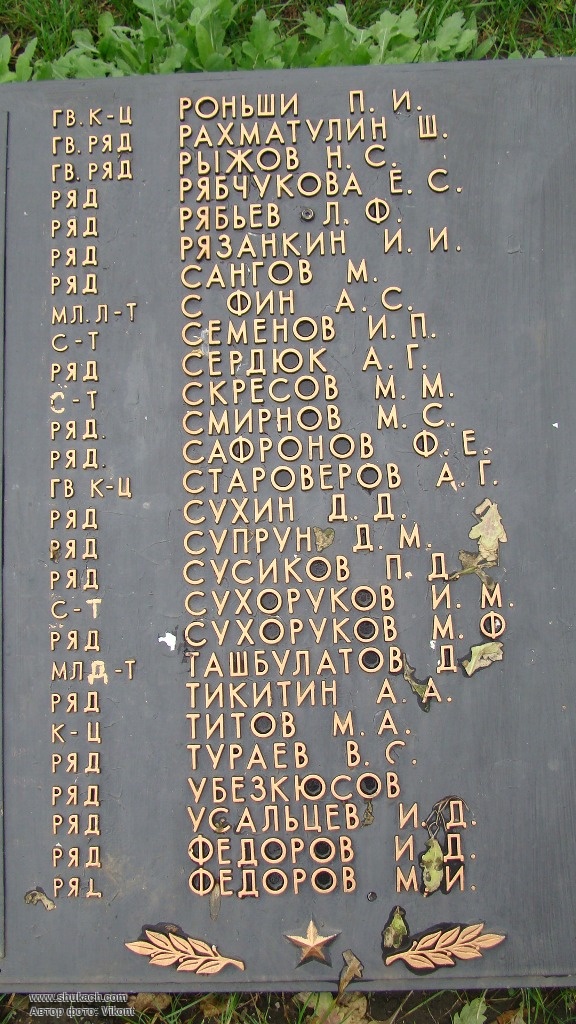 ГВ. К-Ц РОНЬШИ П. И.
ГВ. РЯД РАХМАТУЛИН Ш.
ГВ. РЯД РЫЖОВ Н. С.
РЯД РЯБЧУКОВА Е. С.
РЯД РЯБЬЕВ Л. Ф.
РЯД РЯЗАНКИН И. И.
РЯД САНГОВ М.
МЛ. Л-Т С ФИН А. С.
С-Т СЕМЕНОВ И. П.
РЯД СЕРДЮК А. Г.
С-Т СКРЕСОВ М. М.
РЯД. СМИРНОВ М. С.
РЯД. САФРОНОВ Ф. Е.
ГВ К-Ц СТАРОВЕРОВ А. Г.
РЯД СУХИН Д. Д.
РЯД СУПРУН Д. М.
РЯД СУСИКОВ П. Д
С-Т СУХОРУКОВ И. М.
РЯД СУХОРУКОВ М. Ф
МЛ Д-Т ТАШБУЛАТОВ Д
РЯД ТИКИТИН А. А.
К-Ц ТИТОВ М. А.
РЯД ТУРАЕВ В. С.
РЯД УБЕЗКЮСОВ
РЯД УСАЛЬЦЕВ И. Д.
РЯД ФЕДОРОВ И. Д.
РЯД ФЕДОРОВ М. И.
www.shukach.com
Автор фото: Vikont